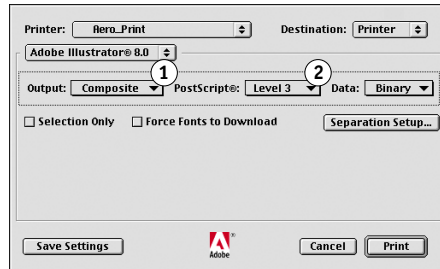 Printer: Aero_Print Destination: Printer
Adobe Illustrator® 8.0
1 2
Output: Composite PostScript®: Level 3 Data: Binary
Selection Only Force Fonts to Download Separation Setup...
Save Settings Adobe Cancel Print